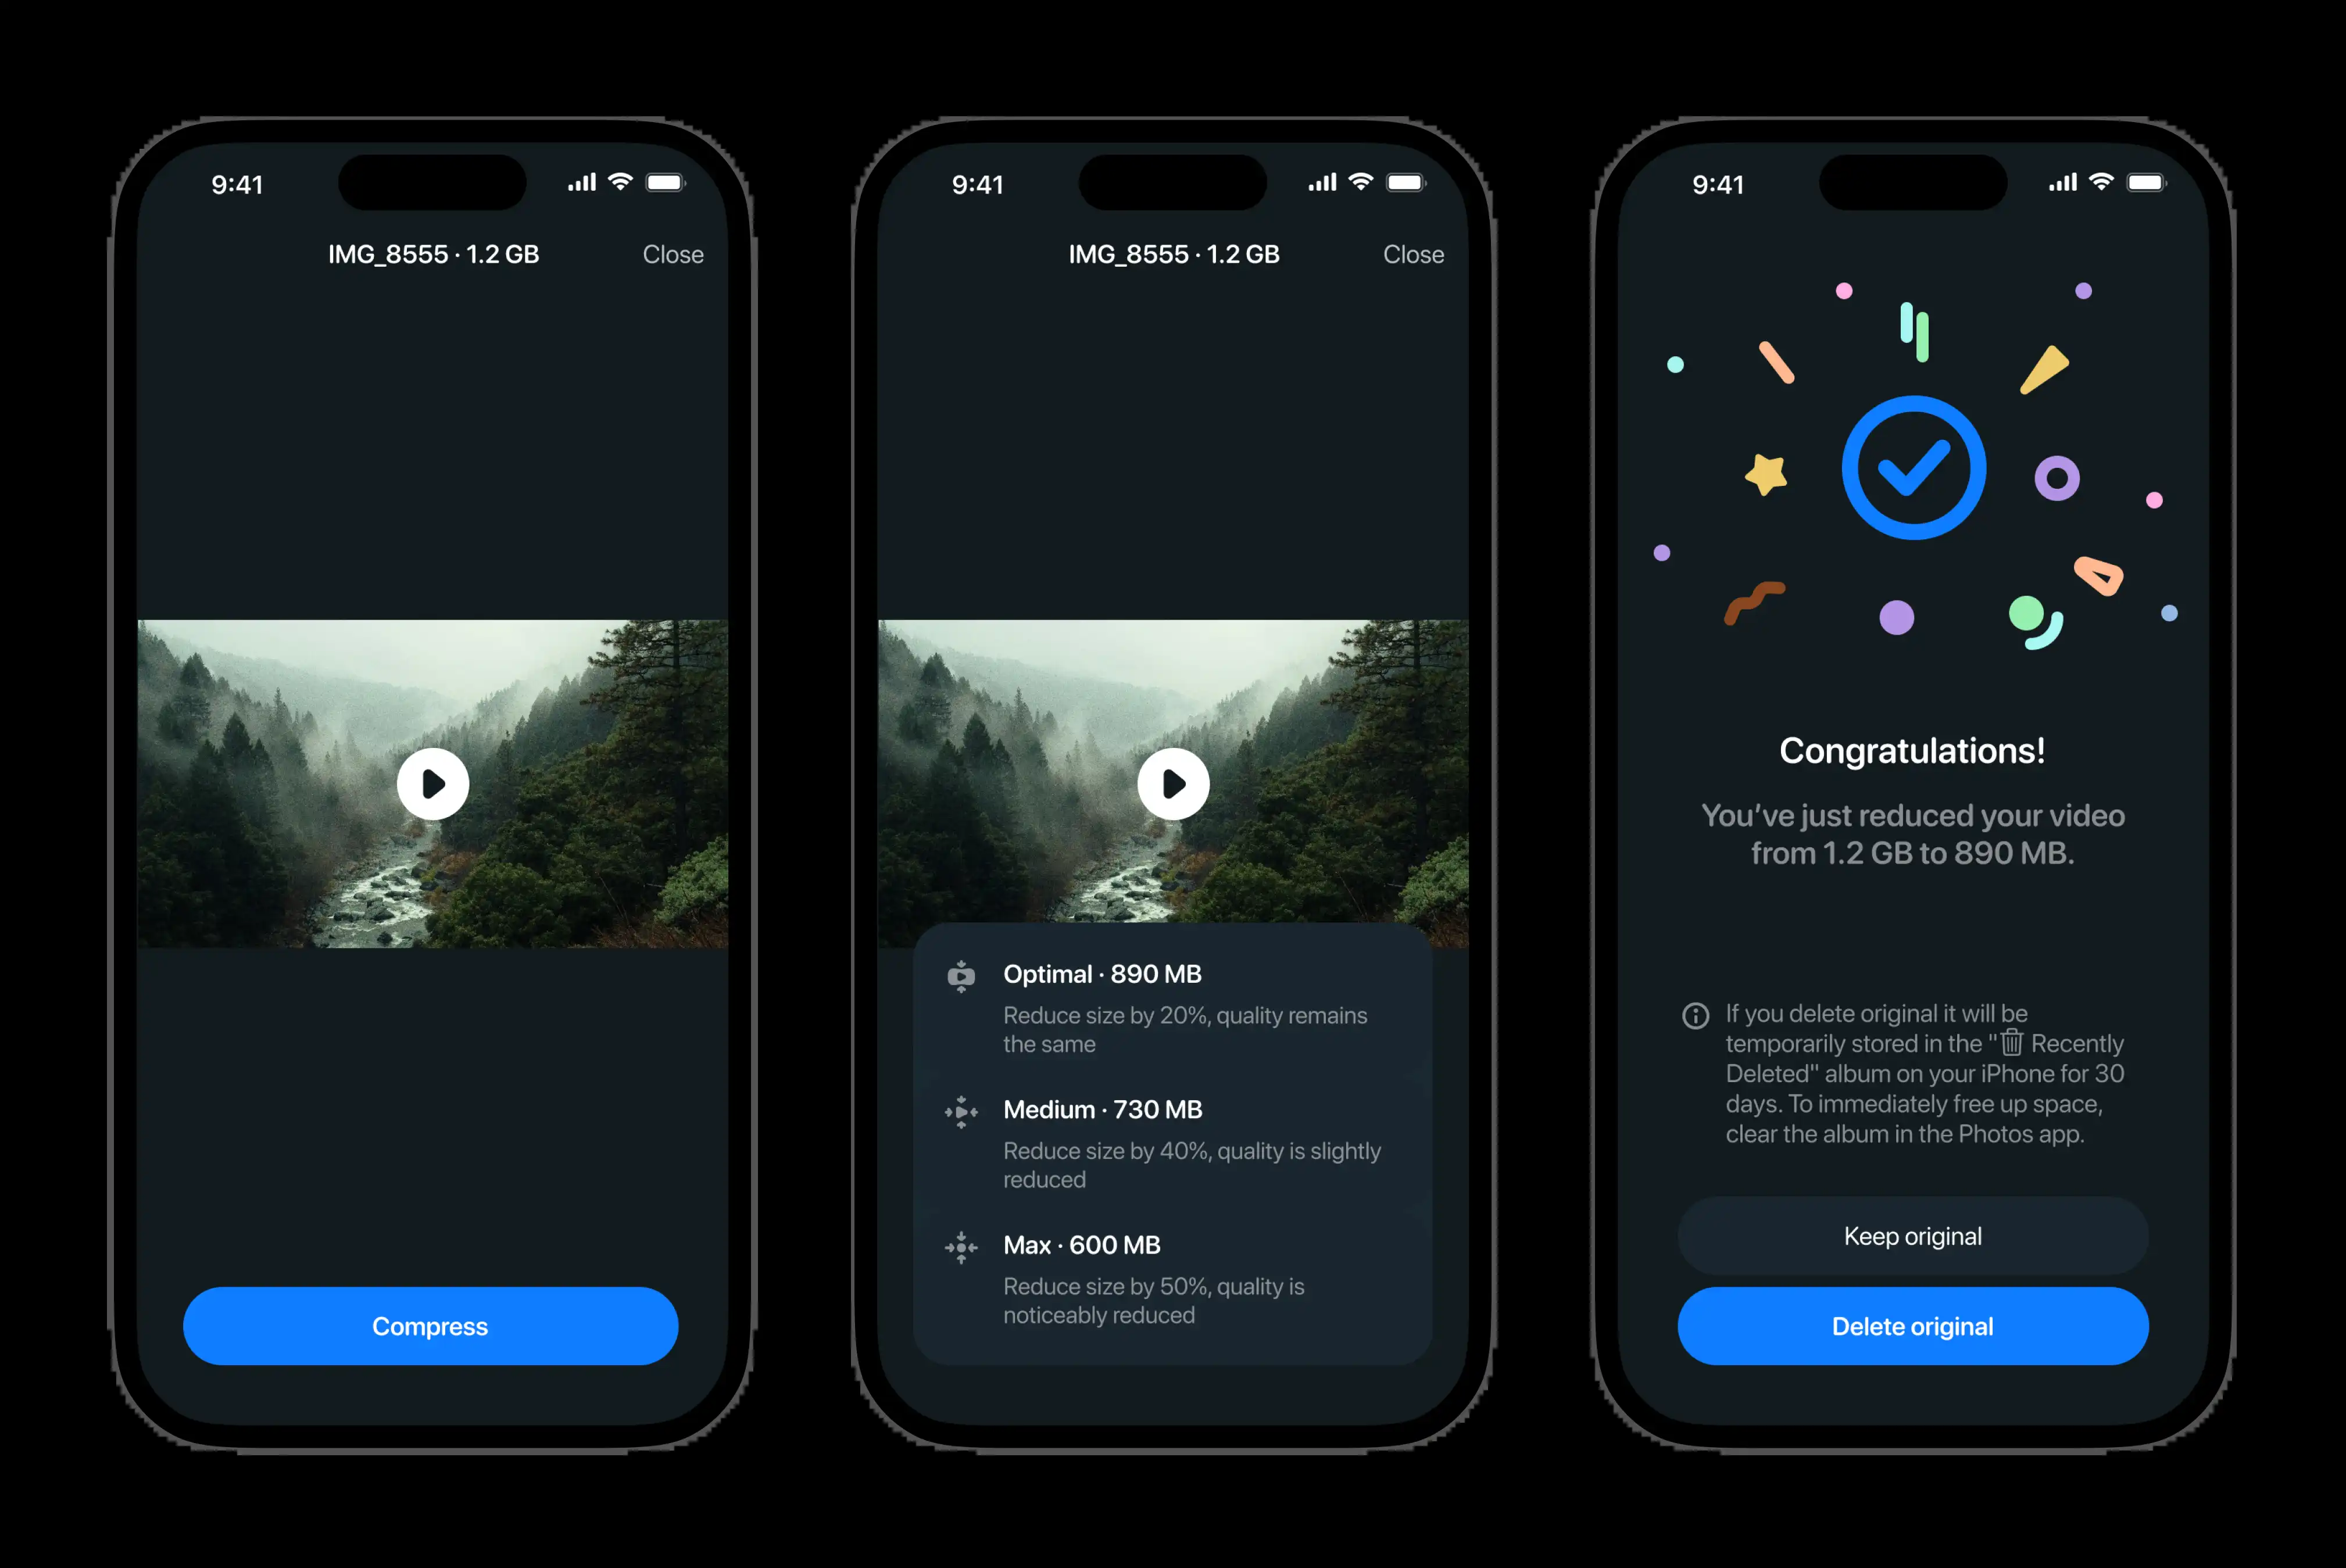 9:41
IMG_8555 · 1.2 GB
Close
Compress
9:41
IMG_8555 · 1.2 GB
Close
Optimal · 890 MB
Reduce size by 20%, quality remains
the same
Medium · 730 MB
Reduce size by 40%, quality is slightly
reduced
Max · 600 MB
Reduce size by 50%, quality is
noticeably reduced
9:41
Congratulations!
You’ve just reduced your video
from 1.2 GB to 890 MB.
If you delete original it will be
temporarily stored in the " Recently
Deleted" album on your iPhone for 30
days. To immediately free up space,
clear the album in the Photos app.
Keep original
Delete original